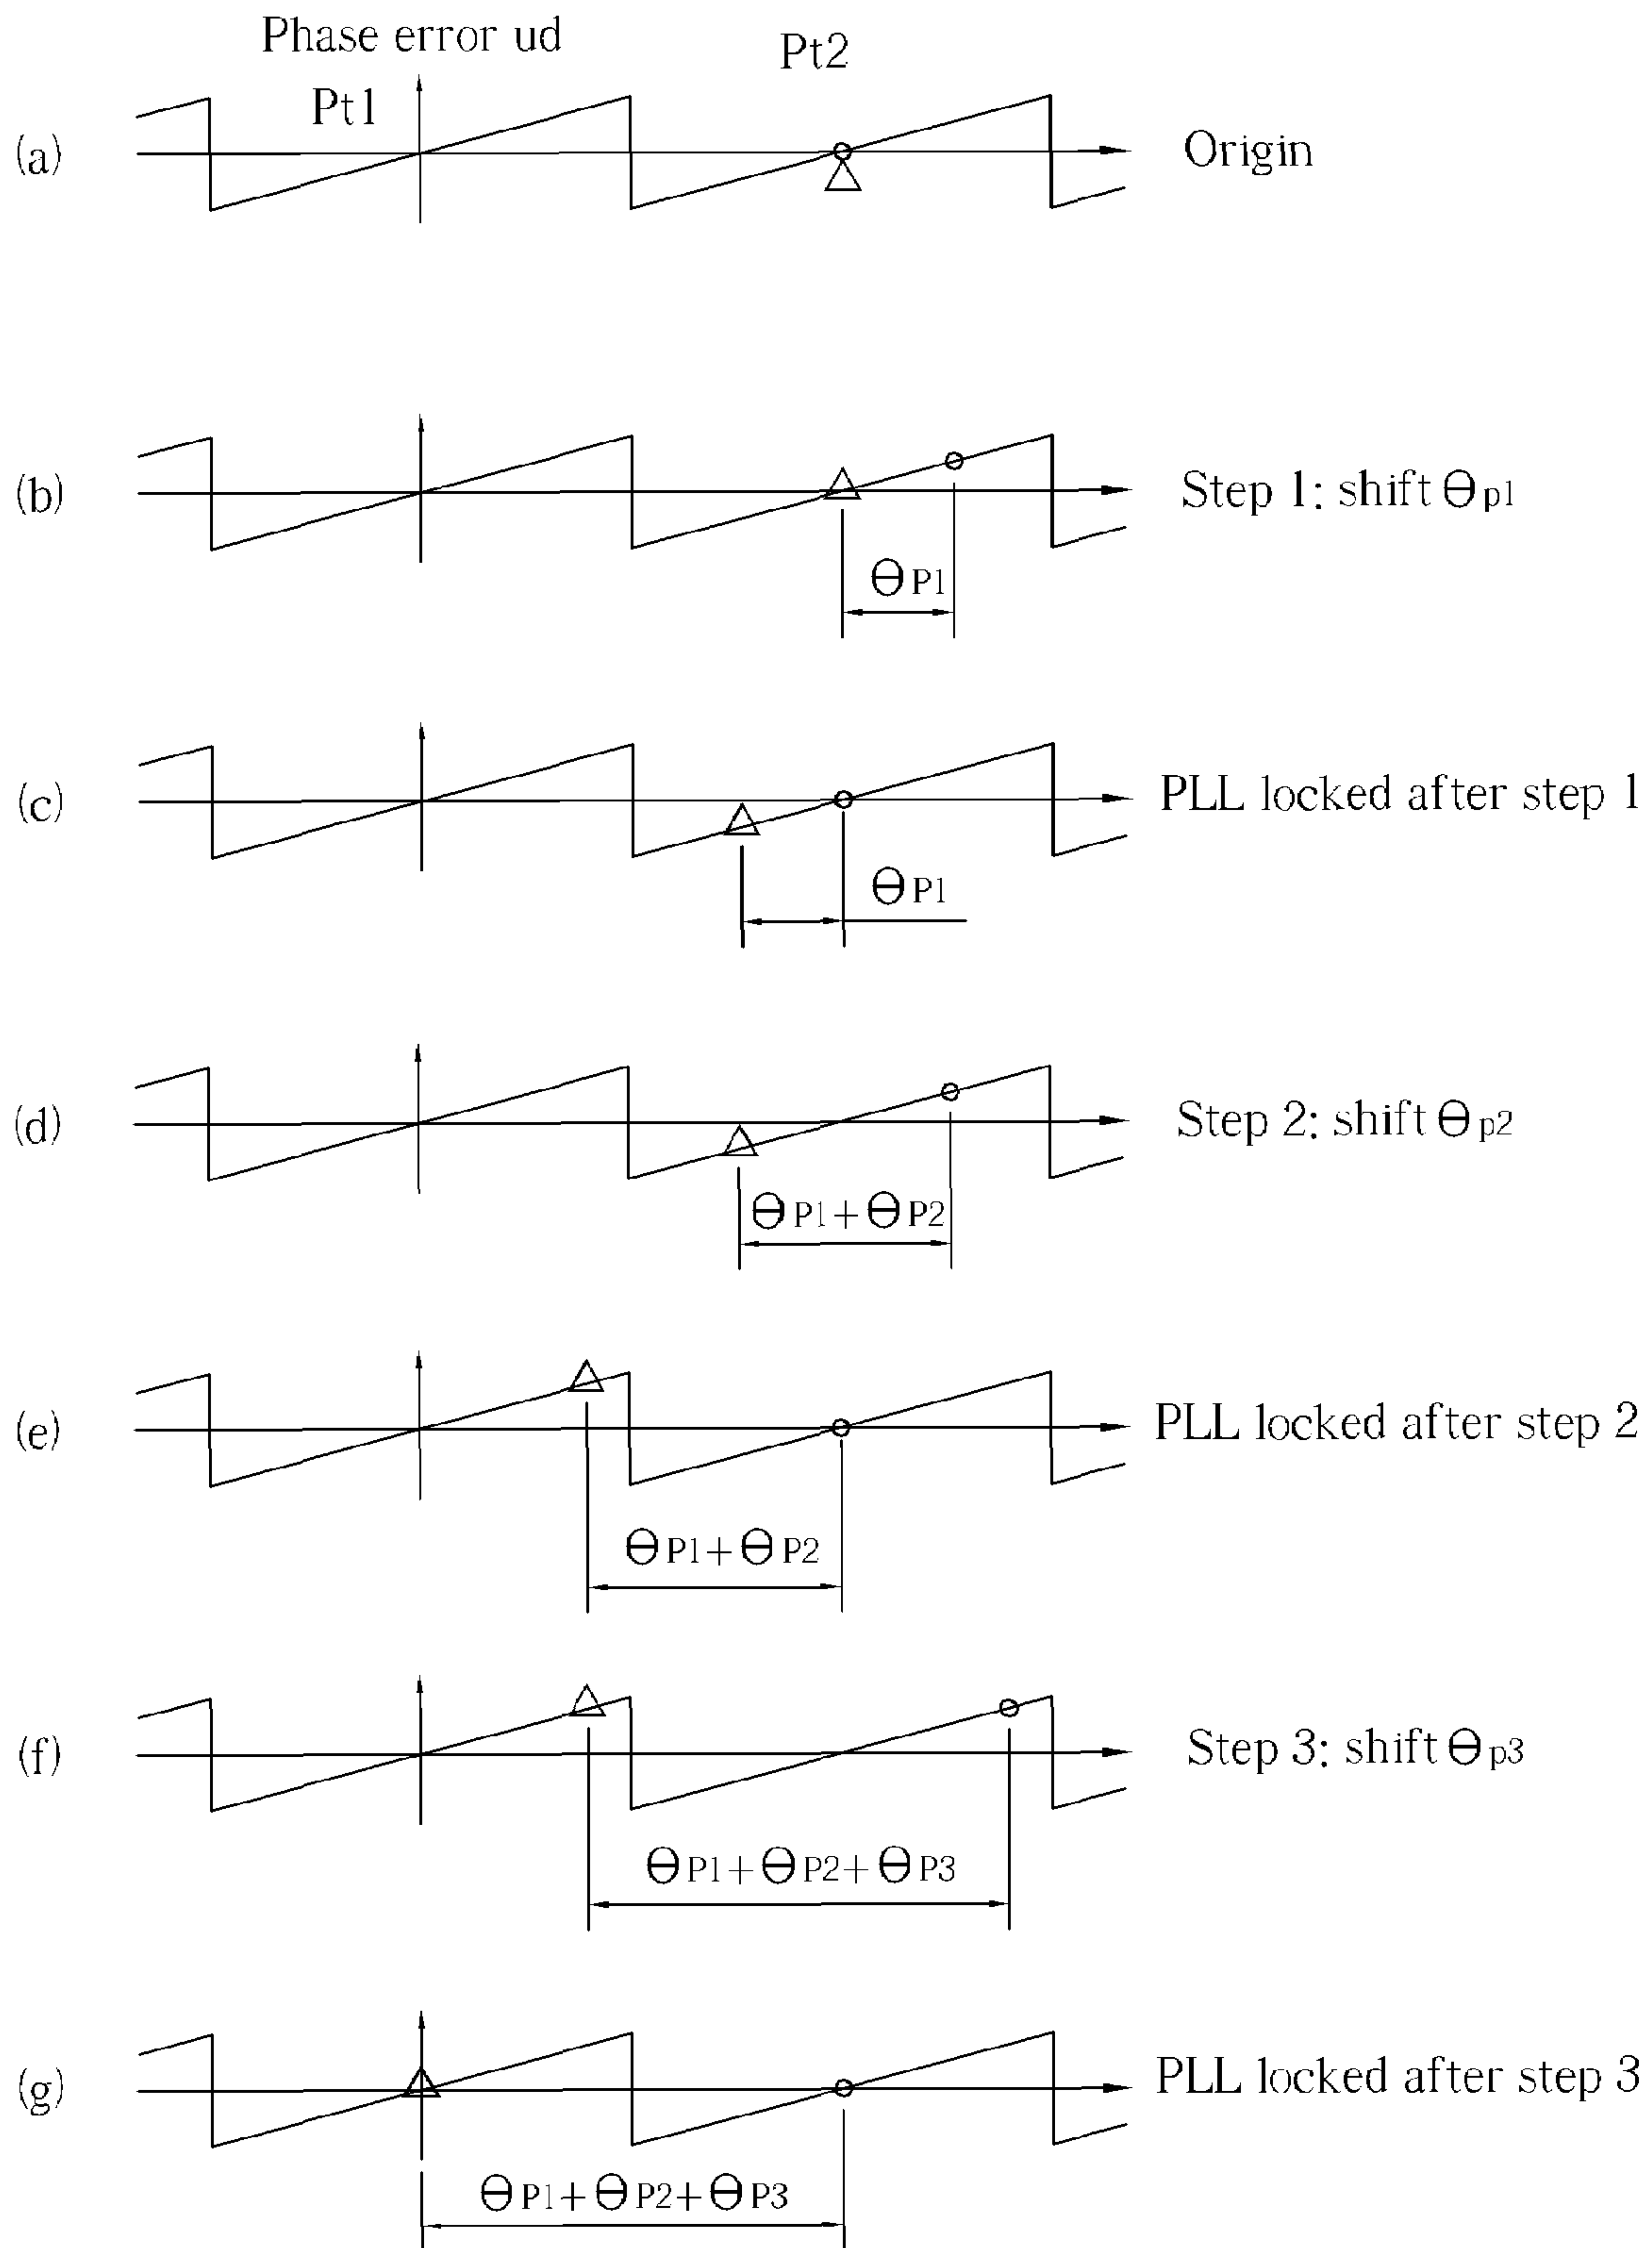 Phase error ud
Pt1
Pt2
(a)
Origin
(b)
Step 1: shift Θp1
ΘP1
(c)
PLL locked after step 1
ΘP1
(d)
Step 2: shift Θp2
ΘP1+ΘP2
(e)
PLL locked after step 2
ΘP1+ΘP2
(f)
Step 3: shift Θp3
ΘP1+ΘP2+ΘP3
(g)
PLL locked after step 3
ΘP1+ΘP2+ΘP3